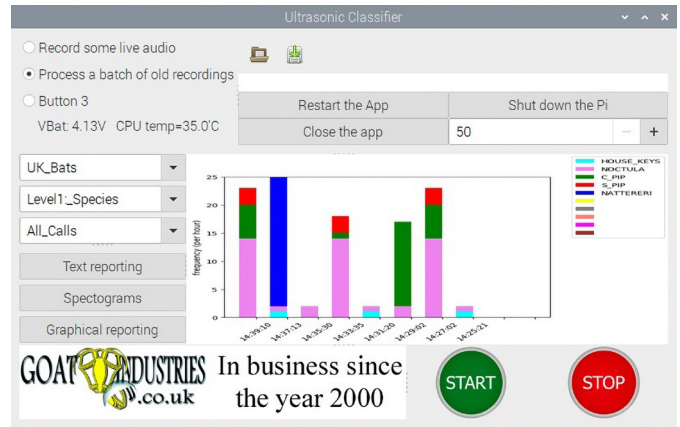 Ultrasonic Classifier
Record some live audio
Process a batch of old recordings
Button 3
VBat: 4.13V CPU temp=35.0'C
Restart the App
Shut down the Pi
Close the app
50
UK_Bats
Level1:_Species
All_Calls
Text reporting
Spectograms
Graphical reporting
frequency (per hour)
25
20
15
10
5
0
14:39:10
14:37:13
14:35:30
14:33:35
14:31:20
14:29:02
14:27:02
14:25:21
HOUSE_KEYS
NOCTULA
C_PIP
S_PIP
NATTERERI
GOAT INDUSTRIES
.co.uk
In business since
the year 2000
START
STOP